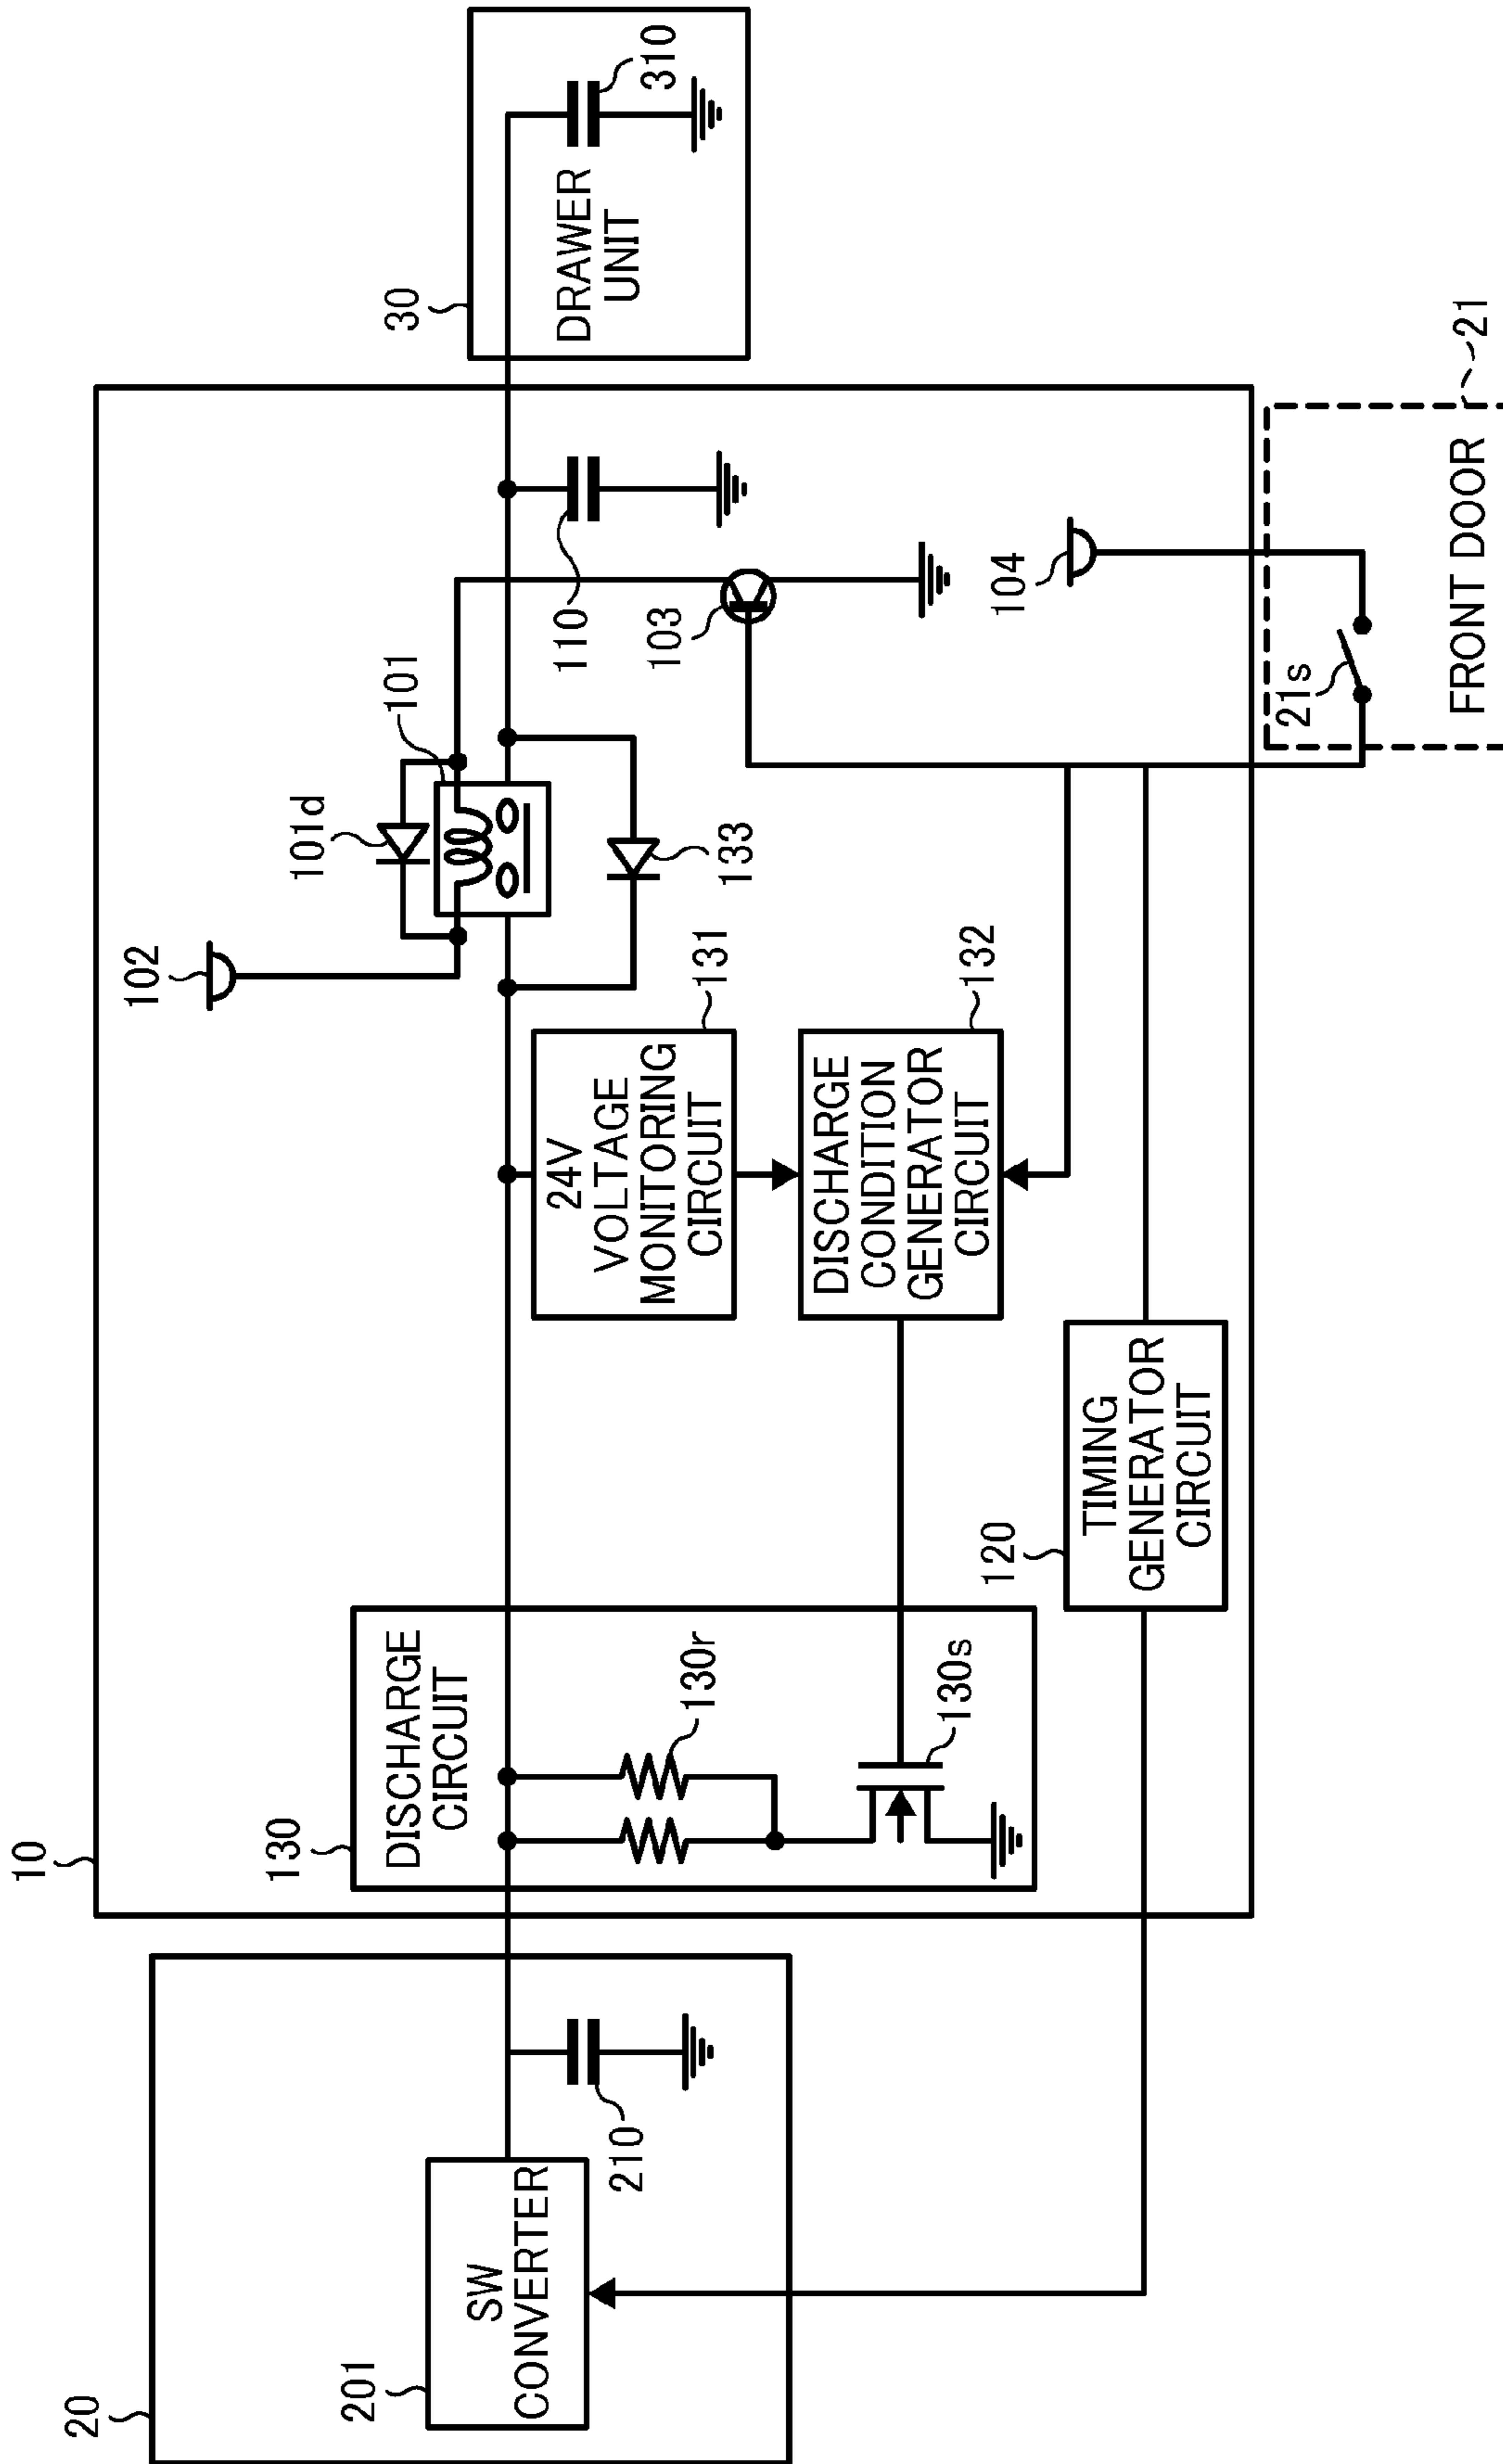 10
20
201
SW
CONVERTER
210
130
DISCHARGE
CIRCUIT
130r
130s
120
TIMING
GENERATOR
CIRCUIT
24V
VOLTAGE
MONITORING
CIRCUIT
131
DISCHARGE
CONDITION
GENERATOR
CIRCUIT
132
102
101d
101
133
103
110
104
21s
FRONT DOOR
21
30
DRAWER
UNIT
310